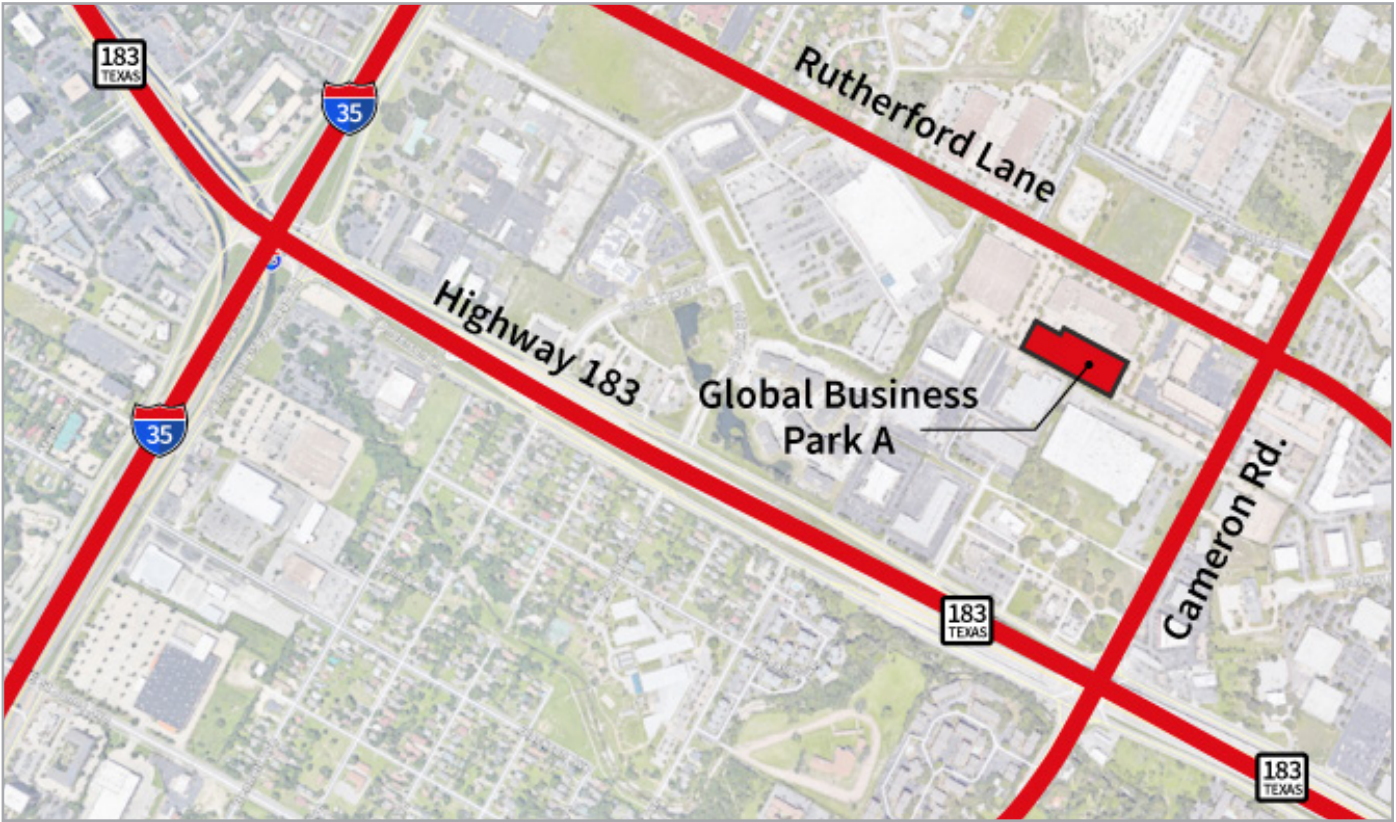 183
TEXAS
35
Rutherford Lane
Highway 183
Global Business
Park A
35
Cameron Rd.
183
TEXAS
183
TEXAS